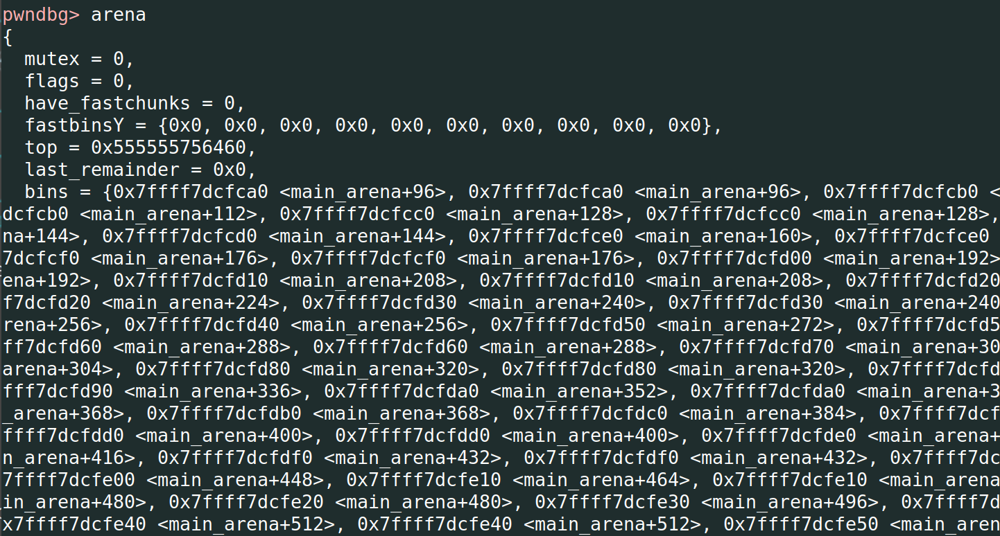 pwndbg> arena
{
  mutex = 0,
  flags = 0,
  have_fastchunks = 0,
  fastbinsY = {0x0, 0x0, 0x0, 0x0, 0x0, 0x0, 0x0, 0x0, 0x0, 0x0},
  top = 0x555555756460,
  last_remainder = 0x0,
  bins = {0x7ffff7dcfca0 <main_arena+96>, 0x7ffff7dcfca0 <main_arena+96>, 0x7ffff7dcfcb0 <
dcfcb0 <main_arena+112>, 0x7ffff7dcfcc0 <main_arena+128>, 0x7ffff7dcfcc0 <main_arena+128>,
na+144>, 0x7ffff7dcfcd0 <main_arena+144>, 0x7ffff7dcfce0 <main_arena+160>, 0x7ffff7dcfce0
7dcfcf0 <main_arena+176>, 0x7ffff7dcfcf0 <main_arena+176>, 0x7ffff7dcfd00 <main_arena+192>
ena+192>, 0x7ffff7dcfd10 <main_arena+208>, 0x7ffff7dcfd10 <main_arena+208>, 0x7ffff7dcfd20
f7dcfd20 <main_arena+224>, 0x7ffff7dcfd30 <main_arena+240>, 0x7ffff7dcfd30 <main_arena+240
rena+256>, 0x7ffff7dcfd40 <main_arena+256>, 0x7ffff7dcfd50 <main_arena+272>, 0x7ffff7dcfd5
ff7dcfd60 <main_arena+288>, 0x7ffff7dcfd60 <main_arena+288>, 0x7ffff7dcfd70 <main_arena+30
arena+304>, 0x7ffff7dcfd80 <main_arena+320>, 0x7ffff7dcfd80 <main_arena+320>, 0x7ffff7dcfd
fff7dcfd90 <main_arena+336>, 0x7ffff7dcfda0 <main_arena+352>, 0x7ffff7dcfda0 <main_arena+3
_arena+368>, 0x7ffff7dcfdb0 <main_arena+368>, 0x7ffff7dcfdc0 <main_arena+384>, 0x7ffff7dcf
ffff7dcfdd0 <main_arena+400>, 0x7ffff7dcfdd0 <main_arena+400>, 0x7ffff7dcfde0 <main_arena+
n_arena+416>, 0x7ffff7dcfdf0 <main_arena+432>, 0x7ffff7dcfdf0 <main_arena+432>, 0x7ffff7dc
7ffff7dcfe00 <main_arena+448>, 0x7ffff7dcfe10 <main_arena+464>, 0x7ffff7dcfe10 <main_arena
in_arena+480>, 0x7ffff7dcfe20 <main_arena+480>, 0x7ffff7dcfe30 <main_arena+496>, 0x7ffff7d
x7ffff7dcfe40 <main_arena+512>, 0x7ffff7dcfe40 <main_arena+512>, 0x7ffff7dcfe50 <main_aren